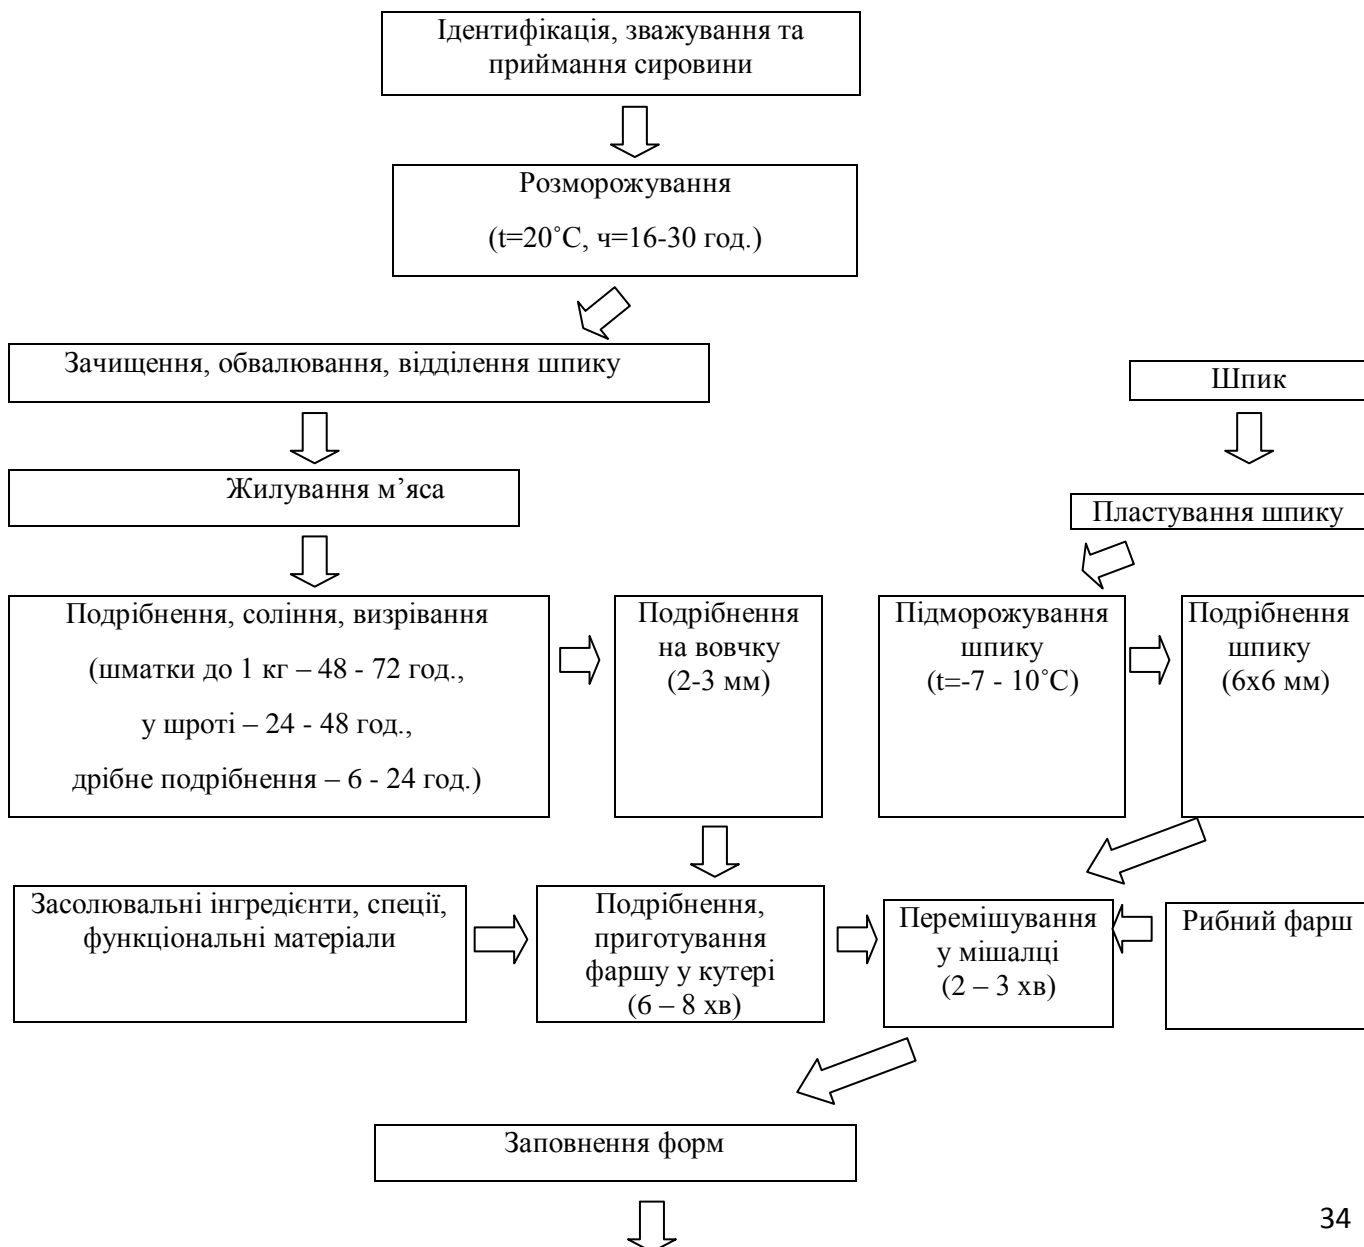 Ідентифікація, зважування та
приймання сировини
Розморожування
(t=20˚С, ч=16-30 год.)
Зачищення, обвалювання, відділення шпику
Шпик
Жилування м’яса
Пластування шпику
Подрібнення, соління, визрівання
(шматки до 1 кг – 48 - 72 год.,
у шроті – 24 - 48 год.,
дрібне подрібнення – 6 - 24 год.)
Подрібнення
на вовчку
(2-3 мм)
Підморожування
шпику
(t=-7 - 10˚С)
Подрібнення
шпику
(6х6 мм)
Засолювальні інгредієнти, спеції,
функціональні матеріали
Подрібнення,
приготування
фаршу у кутері
(6 – 8 хв)
Перемішування
у мішалці
(2 – 3 хв)
Рибний фарш
Заповнення форм
34